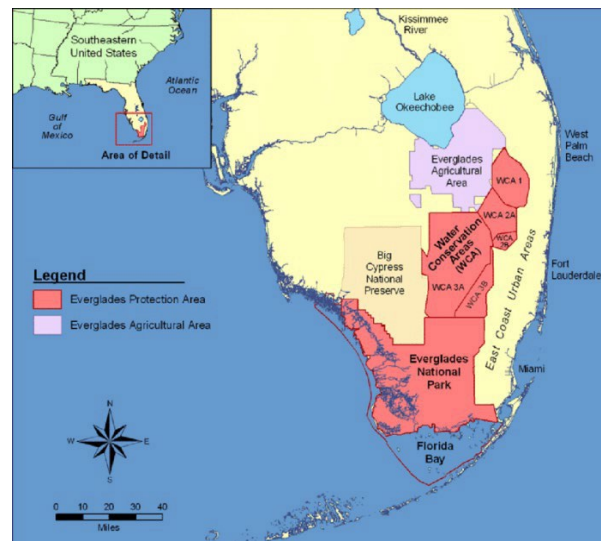 Southeastern
United States
Atlantic
Ocean
Gulf
of
Mexico
Area of Detail
Kissimmee
River
Lake
Okeechobee
Everglades
Agricultural
Area
West
Palm
Beach
WCA 1
WCA 2A
WCA
2B
Water
Conservation
Areas
(WCA)
Big
Cypress
National
Preserve
WCA 3A
WCA 3B
East Coast Urban Areas
Fort
Lauderdale
Legend
Everglades Protection Area
Everglades Agricultural Area
Everglades
National
Park
Miami
Florida
Bay
N
W
E
S
0 10 20 30 40
Miles